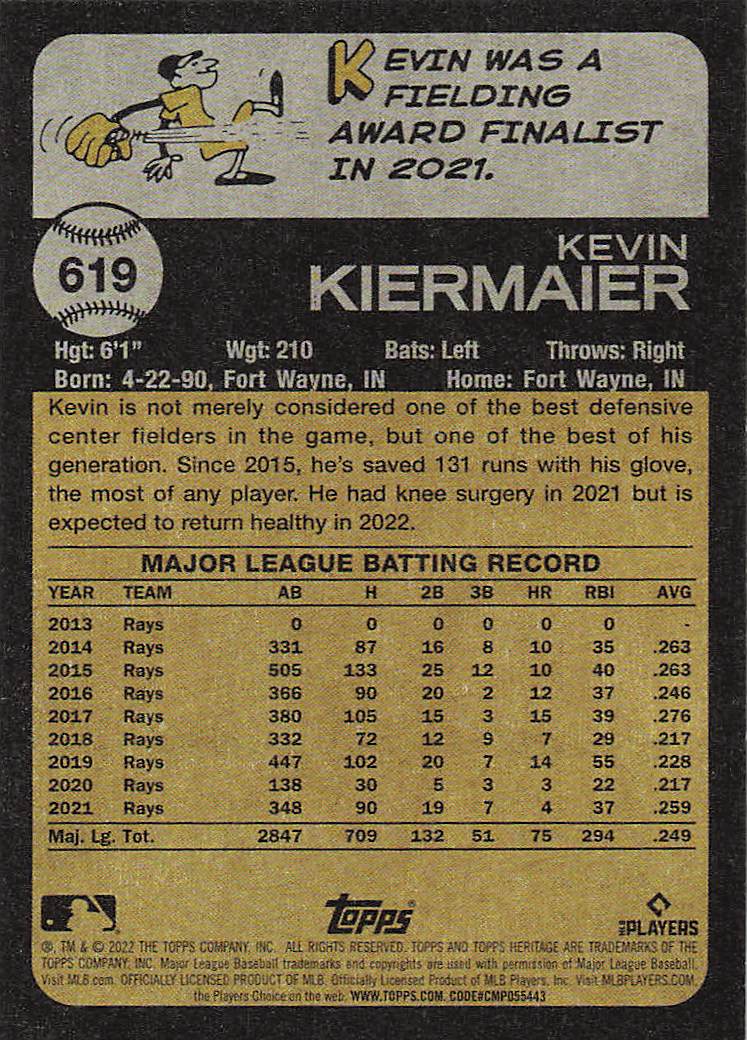 KEVIN WAS A
FIELDING
AWARD FINALIST
IN 2021.
619
KEVIN
KIERMAIER
Hgt: 6'1" Wgt: 210 Bats: Left Throws: Right
Born: 4-22-90, Fort Wayne, IN Home: Fort Wayne, IN
Kevin is not merely considered one of the best defensive
center fielders in the game, but one of the best of his
generation. Since 2015, he's saved 131 runs with his glove,
the most of any player. He had knee surgery in 2021 but is
expected to return healthy in 2022.
MAJOR LEAGUE BATTING RECORD
YEAR TEAM AB H 2B 3B HR RBI AVG
2013 Rays 0 0 0 0 0 0 -
2014 Rays 331 87 16 8 10 35 .263
2015 Rays 505 133 25 12 10 40 .263
2016 Rays 366 90 20 2 12 37 .246
2017 Rays 380 105 15 3 15 39 .276
2018 Rays 332 72 12 9 7 29 .217
2019 Rays 447 102 20 7 14 55 .228
2020 Rays 138 30 5 3 3 22 .217
2021 Rays 348 90 19 7 4 37 .259
Maj. Lg. Tot. 2847 709 132 51 75 294 .249
TOPPS®
MLB PLAYERS
®, TM & © 2022 THE TOPPS COMPANY, INC. ALL RIGHTS RESERVED. TOPPS AND TOPPS HERITAGE ARE TRADEMARKS OF THE
TOPPS COMPANY, INC. Major League Baseball trademarks and copyrights are used with permission of Major League Baseball.
Visit MLB.com. OFFICIALLY LICENSED PRODUCT OF MLB. Officially Licensed Product of MLB Players, Inc. Visit MLBPLAYERS.COM,
the Players Choice on the web. WWW.TOPPS.COM. CODE#CMP055443